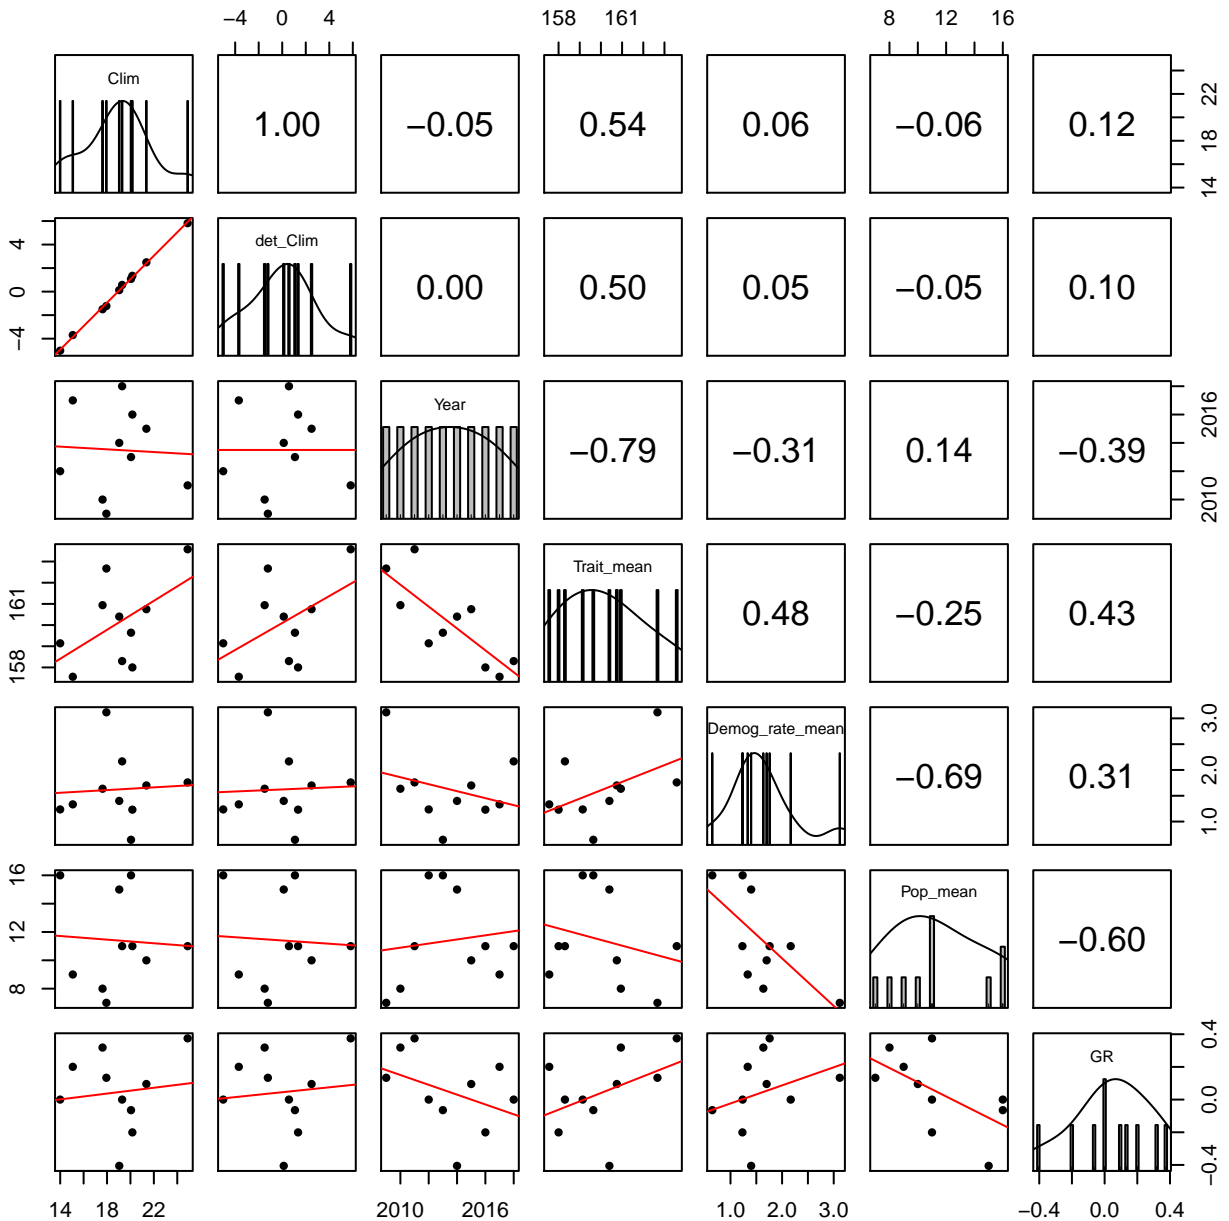 −4 0 4 158 161 8 10 12 14 16
Clim 1.00 −0.05 0.54 0.06 −0.06 0.12 14 18 22
−4 0 4 det_Clim 0.00 0.50 0.05 −0.05 0.10
Year −0.79 −0.31 0.14 −0.39 2010 2016
158 161 Trait_mean 0.48 −0.25 0.43
Demog_rate_mean −0.69 0.31 1.0 2.0 3.0
8 12 16 Pop_mean −0.60
GR −0.4 0.0 0.4
14 18 22 2010 2016 1.0 2.0 3.0 −0.4 0.0 0.4